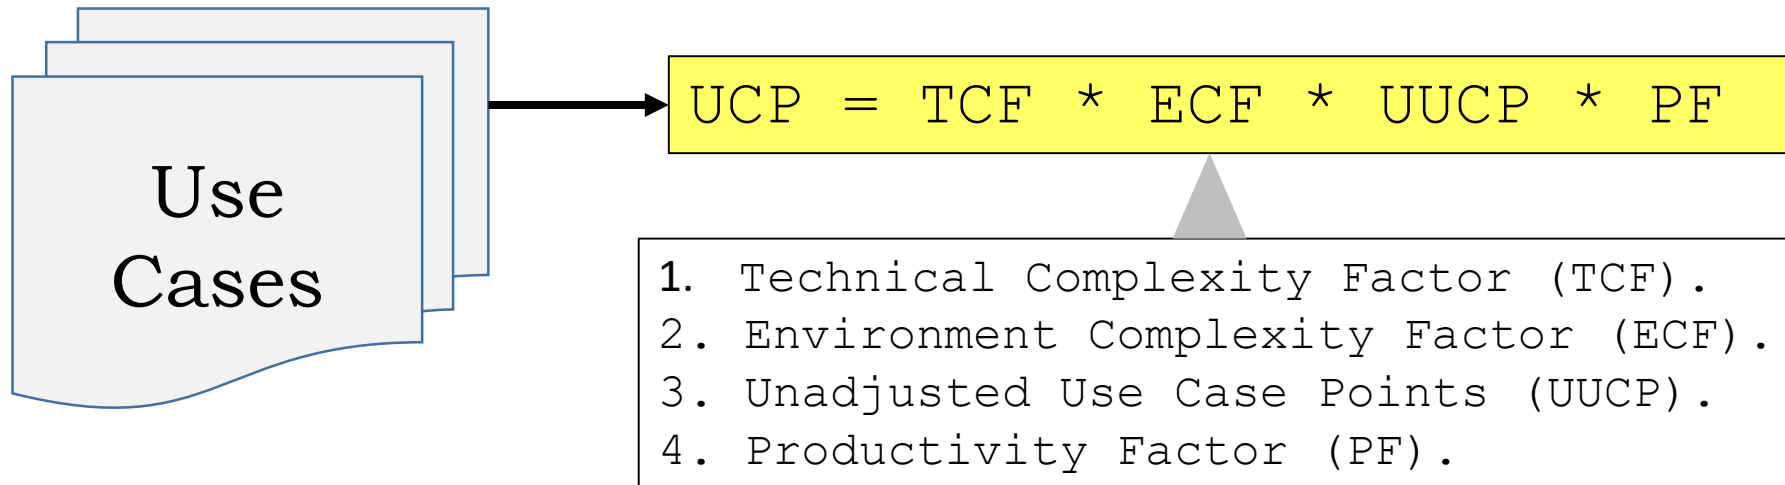 Use
Cases
UCP = TCF * ECF * UUCP * PF
1. Technical Complexity Factor (TCF).
2. Environment Complexity Factor (ECF).
3. Unadjusted Use Case Points (UUCP).
4. Productivity Factor (PF).